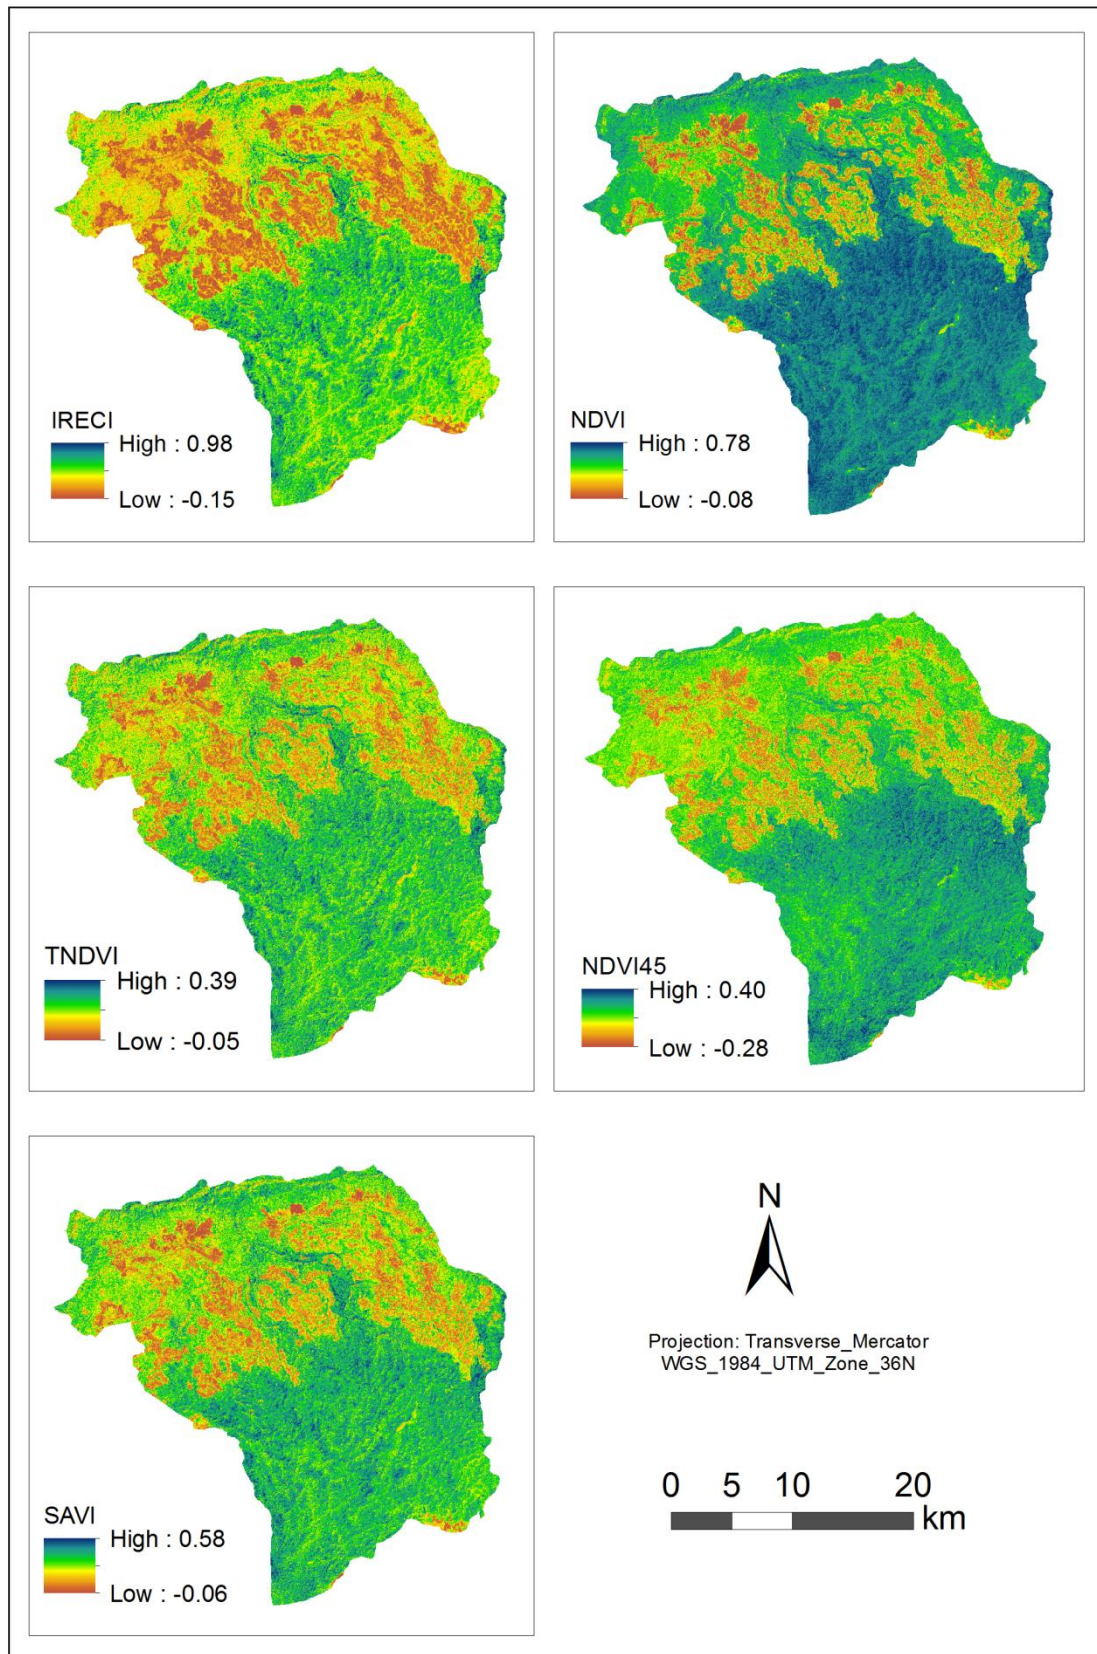 IRECI
High : 0.98
Low : -0.15
NDVI
High : 0.78
Low : -0.08
TNDVI
High : 0.39
Low : -0.05
NDVI45
High : 0.40
Low : -0.28
SAVI
High : 0.58
Low : -0.06
N
Projection: Transverse_Mercator
WGS_1984_UTM_Zone_36N
0 5 10 20
km